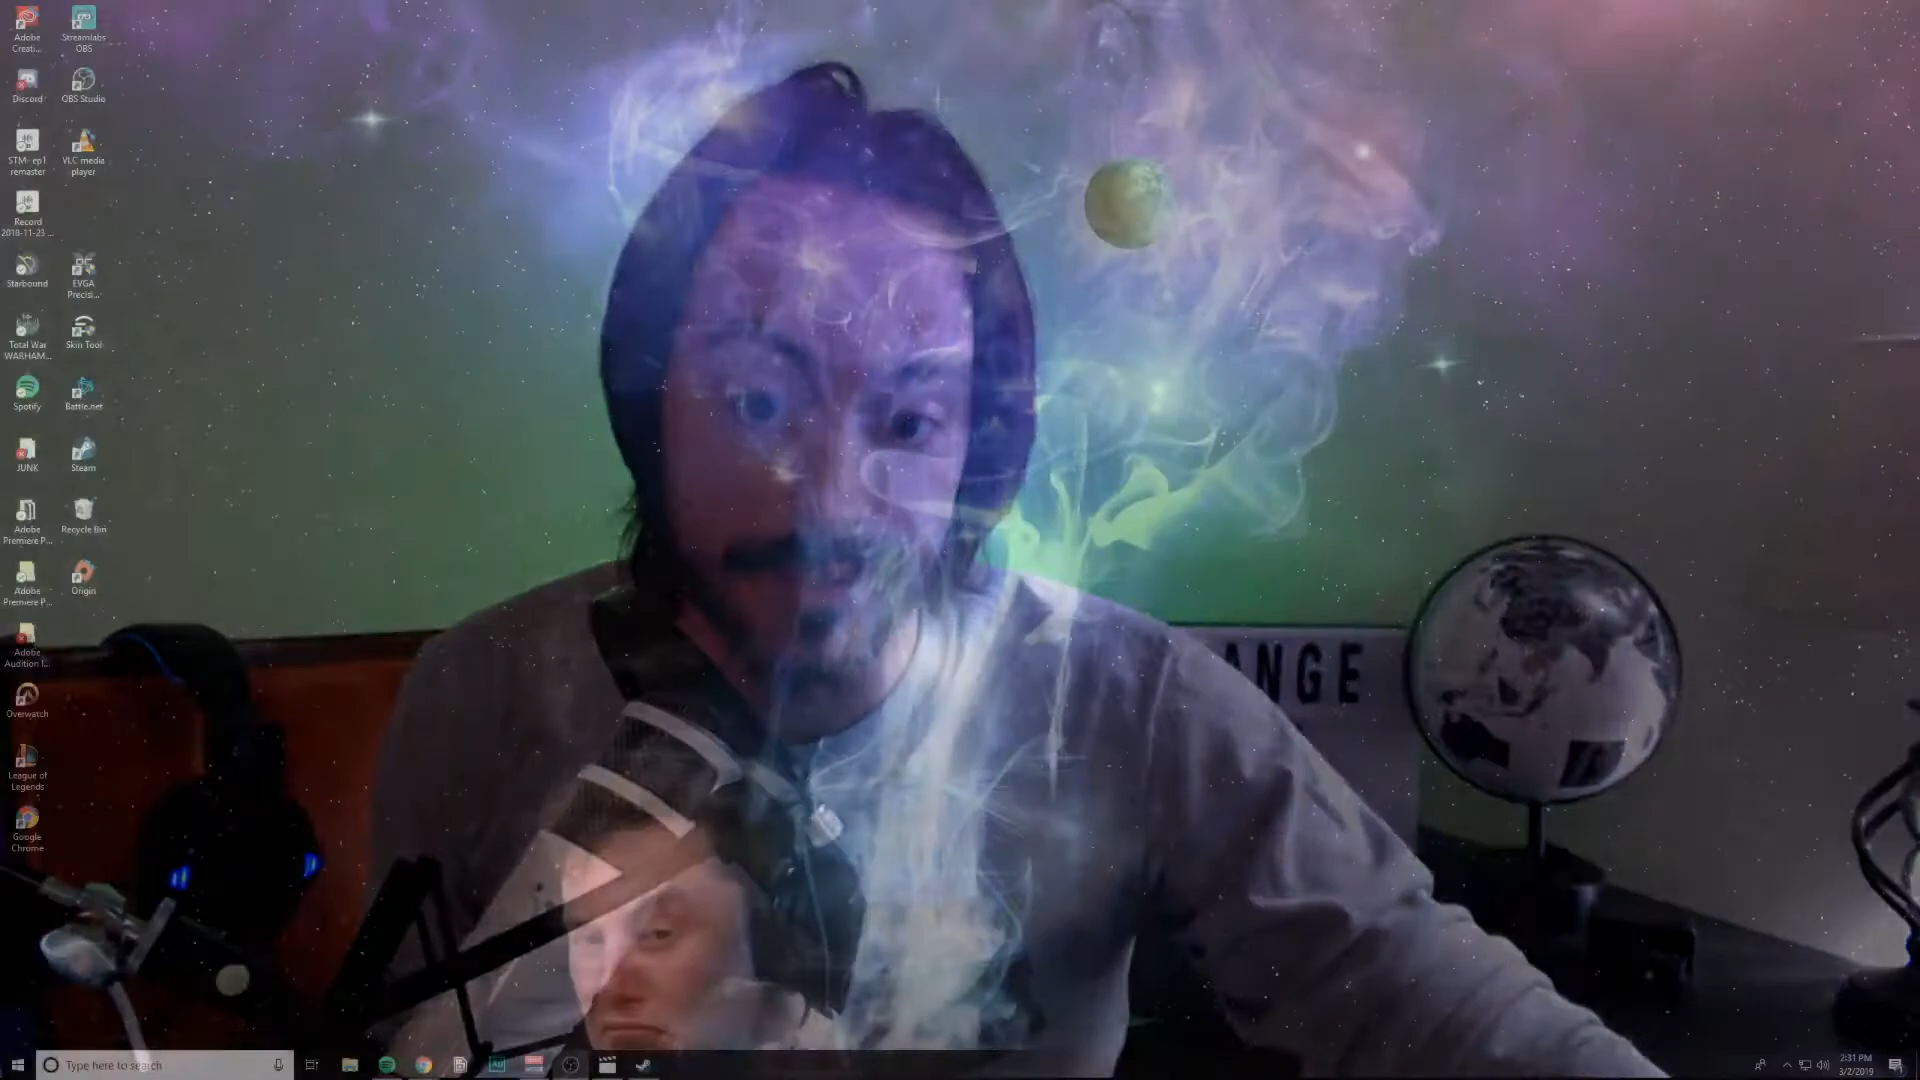 Adobe
Creati...
Streamlabs
OBS
Discord
OBS Studio
STM- ep1
remaster
VLC media
player
Record
2018-11-23 ...
Starbound
EVGA
Precisi...
Total War
WARHAM...
Skin Tool
Spotify
Battle.net
JUNK
Steam
Adobe
Premiere P...
Recycle Bin
Adobe
Premiere P...
Origin
Adobe
Audition I...
Overwatch
League of
Legends
Google
Chrome
ANGE
Type here to search
Au
2:31 PM
3/2/2019